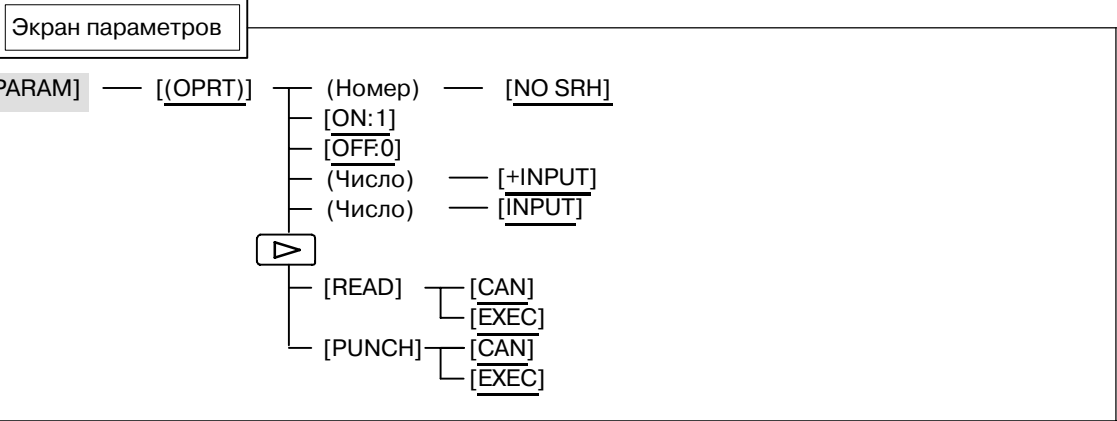 Экран параметров
PARAM] [(OPRT)] (Номер) [NO SRH]
[ON:1]
[OFF:0]
(Число) [+INPUT]
(Число) [INPUT]
[READ] [CAN]
[EXEC]
[PUNCH] [CAN]
[EXEC]